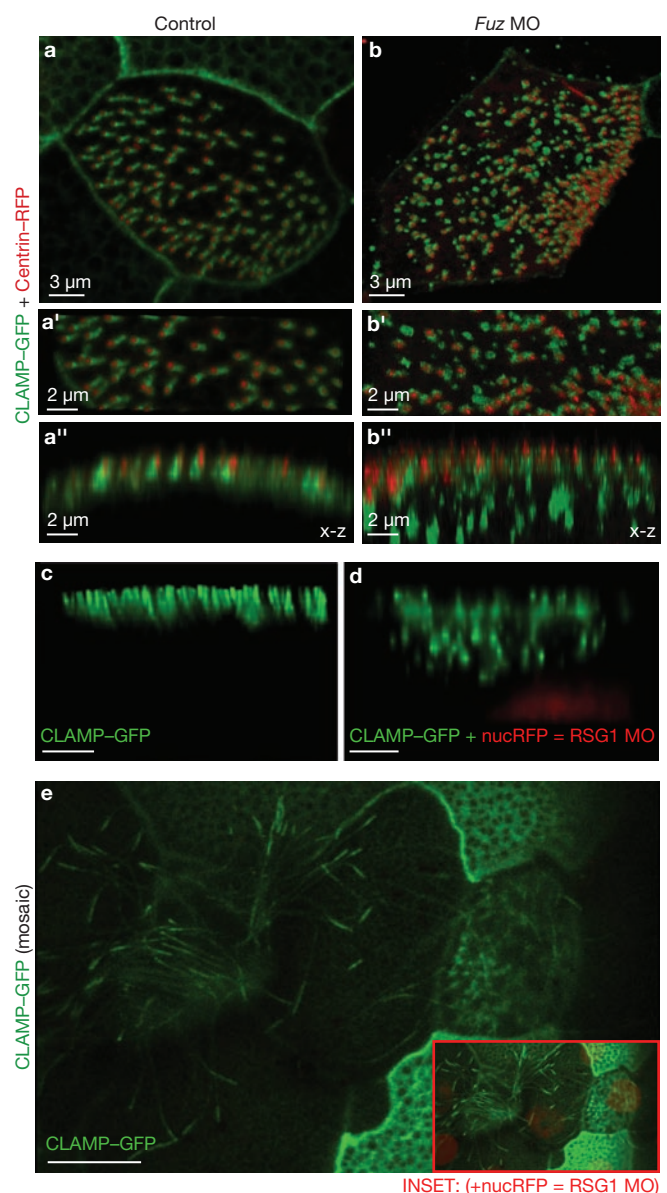 Control
Fuz MO
a
b
CLAMP–GFP + Centrin–RFP
3 µm
3 µm
a'
b'
2 µm
2 µm
a''
b''
2 µm
x-z
2 µm
x-z
c
d
CLAMP–GFP
CLAMP–GFP + nucRFP = RSG1 MO
e
CLAMP–GFP (mosaic)
CLAMP–GFP
INSET: (+nucRFP = RSG1 MO)